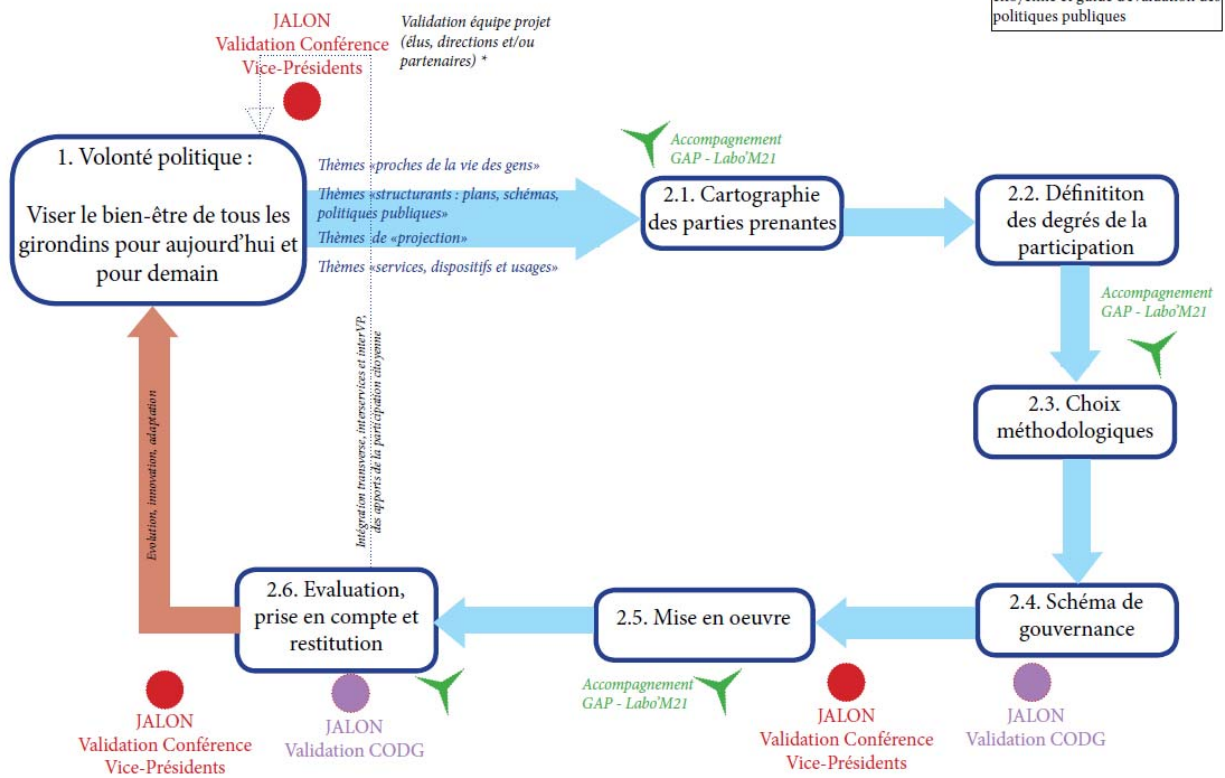 JALON
Validation Conférence
Vice-Présidents
Validation équipe projet
(élus, directions et/ou
partenaires) *
politiques publiques
1. Volonté politique :
Viser le bien-être de tous les
girondins pour aujourd'hui et
pour demain
Thèmes «proches de la vie des gens»
Thèmes «structurants : plans, schémas,
politiques publiques»
Thèmes de «projection»
Thèmes «services, dispositifs et usages»
Accompagnement
GAP - Labo'M21
2.1. Cartographie
des parties prenantes
2.2. Définititon
des degrés de la
participation
Accompagnement
GAP - Labo'M21
2.3. Choix
méthodologiques
2.4. Schéma de
gouvernance
JALON
Validation CODG
JALON
Validation Conférence
Vice-Présidents
2.5. Mise en oeuvre
Accompagnement
GAP - Labo'M21
2.6. Evaluation,
prise en compte et
restitution
JALON
Validation CODG
JALON
Validation Conférence
Vice-Présidents
Evolution, innovation, adaptation
Intégration transverse, interservices et interVP,
des apports de la participation citoyenne